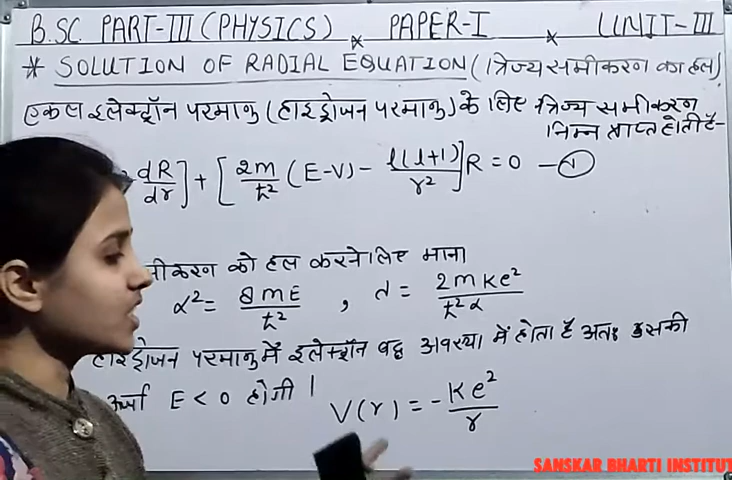 B.SC. PART-III (PHYSICS) * PAPER-I * UNIT-III
* SOLUTION OF RADIAL EQUATION (त्रिज्य समीकरण का हल)
एकल इलेक्ट्रॉन परमाणु (हाइड्रोजन परमाणु) के लिए त्रिज्य समीकरण
निम्न प्राप्त होती है-
dR/dr] + [2m/ħ² (E-V) - l(l+1)/r²] R = 0 — ①
मीकरण को हल करने लिए माना
α² = 8mE/ħ² , λ = 2mke²/ħ²α
हाइड्रोजन परमाणु में इलेक्ट्रॉन बद्ध अवस्था में होता है अतः उसकी
ऊर्जा E < 0 होगी।
V(r) = -Ke²/r
SANSKAR BHARTI INSTITUT